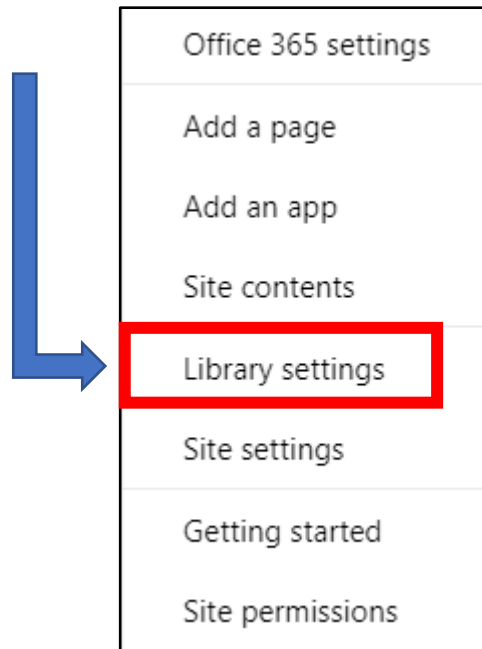 Office 365 settings
Add a page
Add an app
Site contents
Library settings
Site settings
Getting started
Site permissions